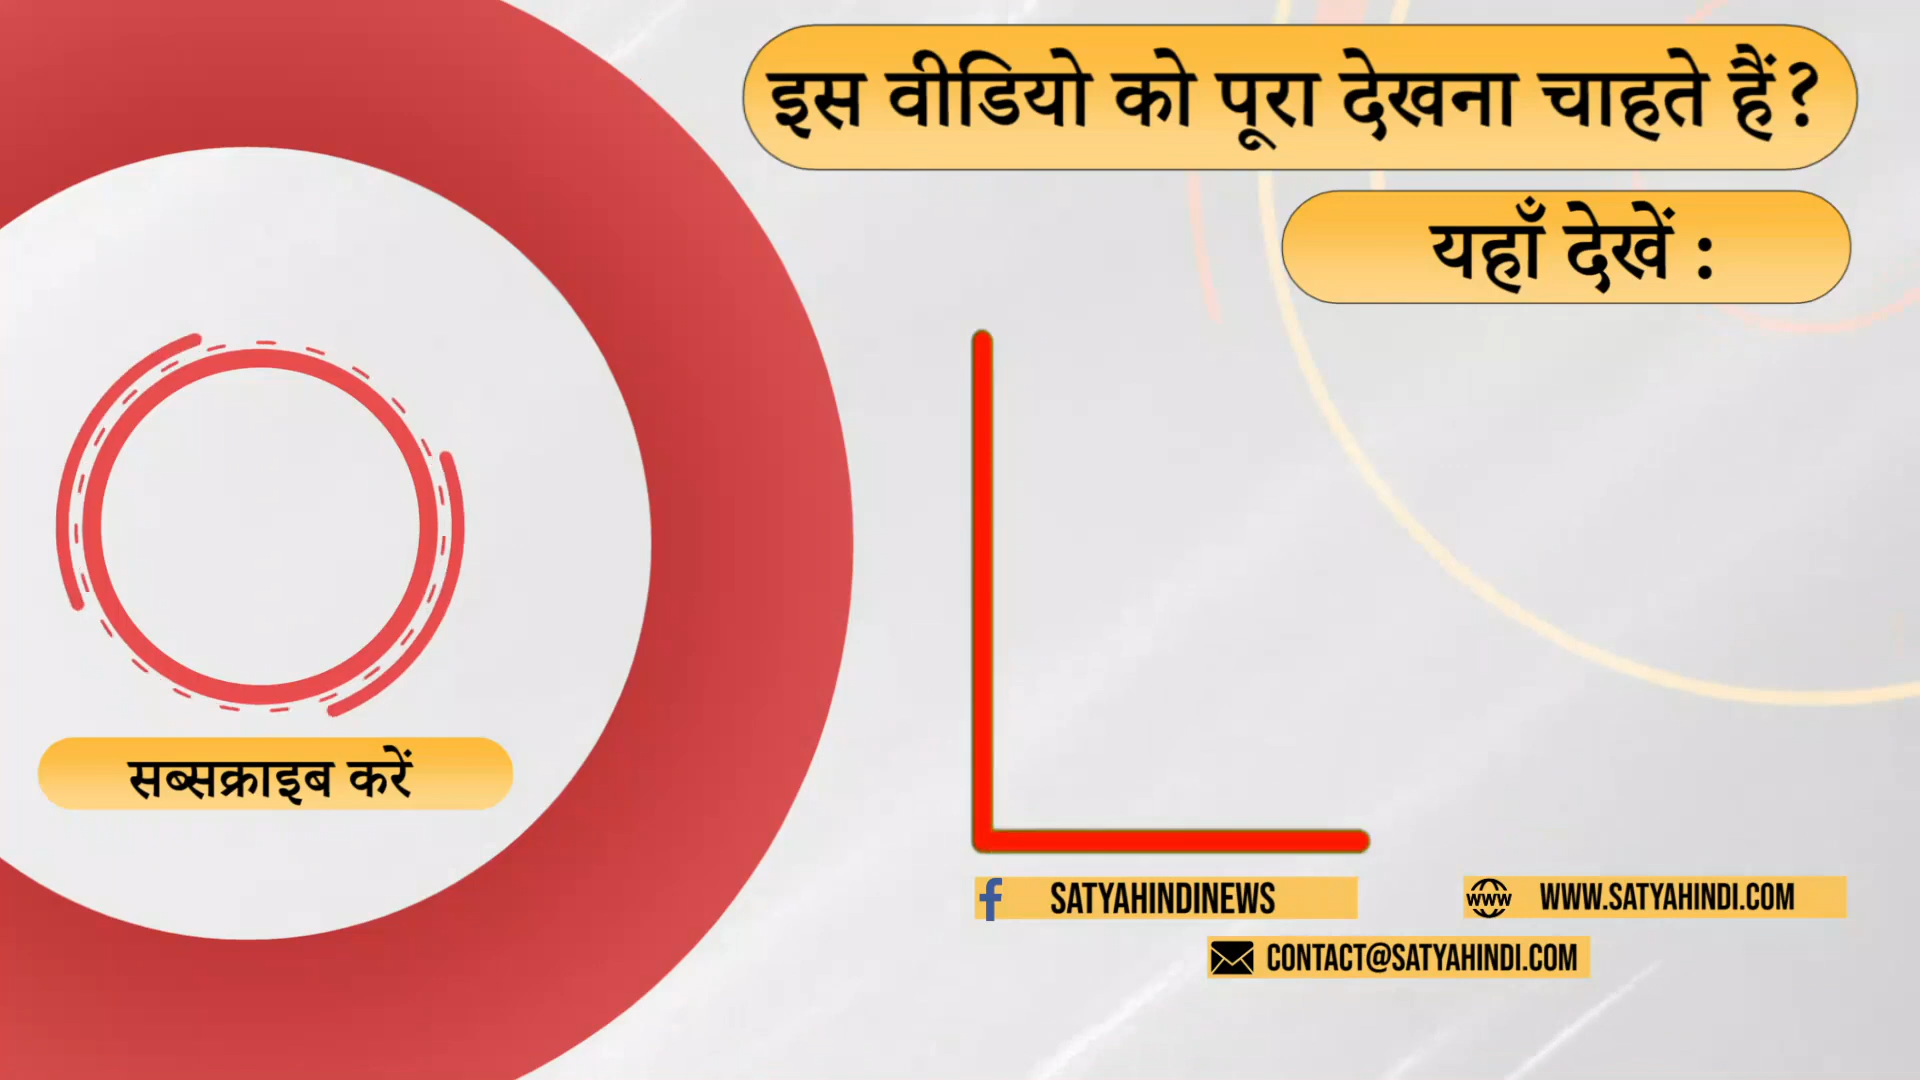 इस वीडियो को पूरा देखना चाहते हैं?
यहाँ देखें :
सब्सक्राइब करें
SATYAHINDINEWS
WWW WWW.SATYAHINDI.COM
CONTACT@SATYAHINDI.COM